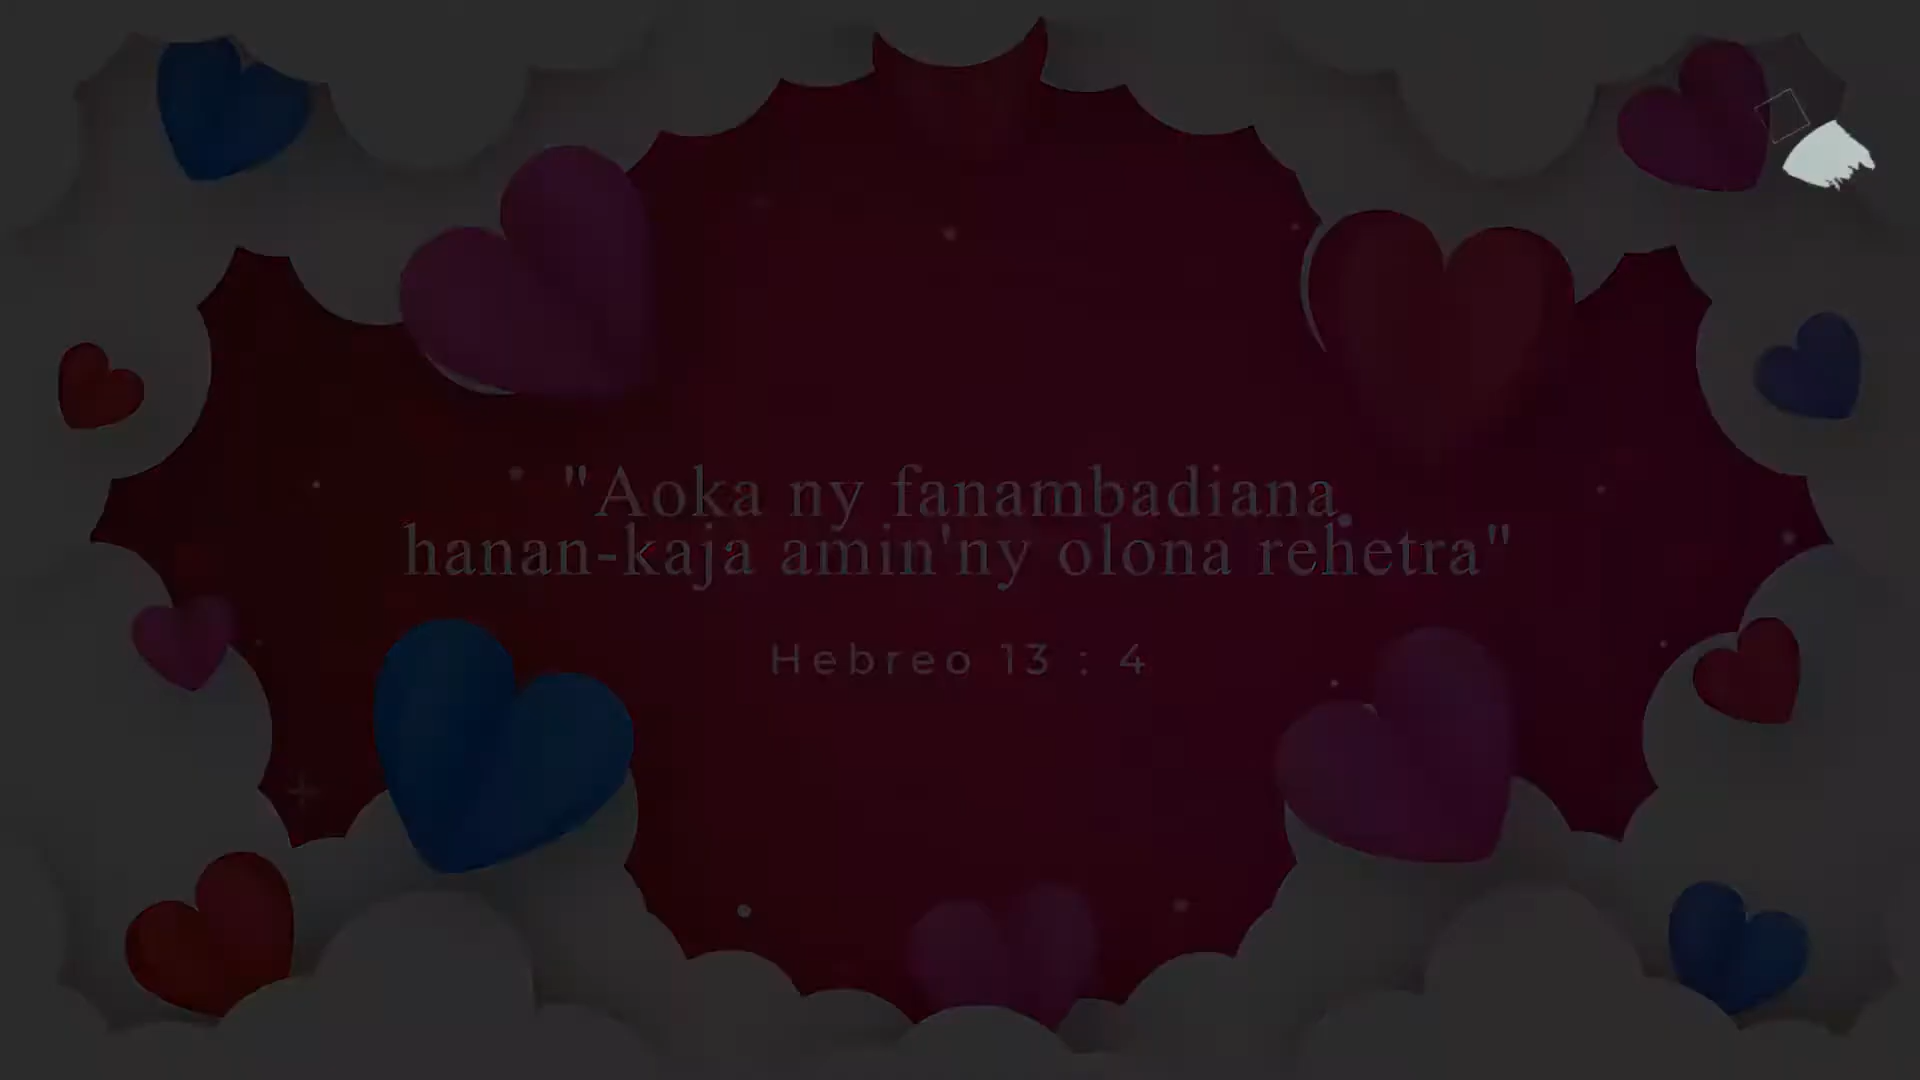 "Aoka ny fanambadiana
hanan-kaja amin'ny olona rehetra"
Hebreo 13 : 4